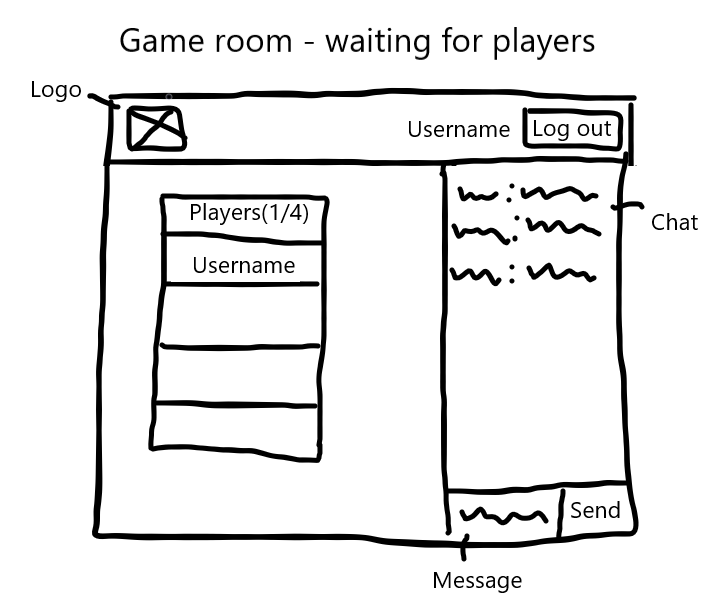 Game room - waiting for players
Logo
Username
Log out
Players(1/4)
Username
Chat
Send
Message